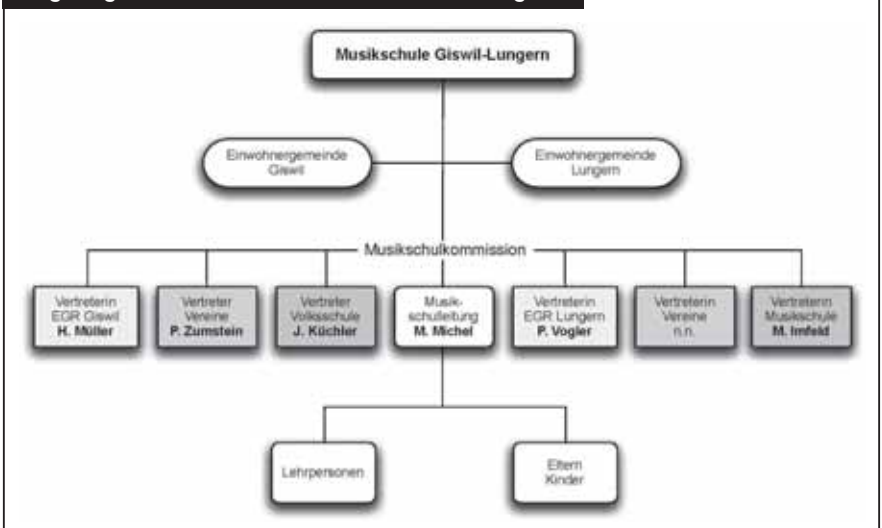 Musikschule Giswil-Lungern
Einwohnergemeinde
Giswil
Einwohnergemeinde
Lungern
Musikschulkommission
Vertreterin
EGR Giswil
H. Müller
Vertreter
Vereine
P. Zumstein
Vertreter
Volksschule
J. Küchler
Musik-
schulleitung
M. Michel
Vertreterin
EGR Lungern
P. Vogler
Vertreterin
Vereine
n.n.
Vertreterin
Musikschule
M. Imfeld
Lehrpersonen
Eltern
Kinder